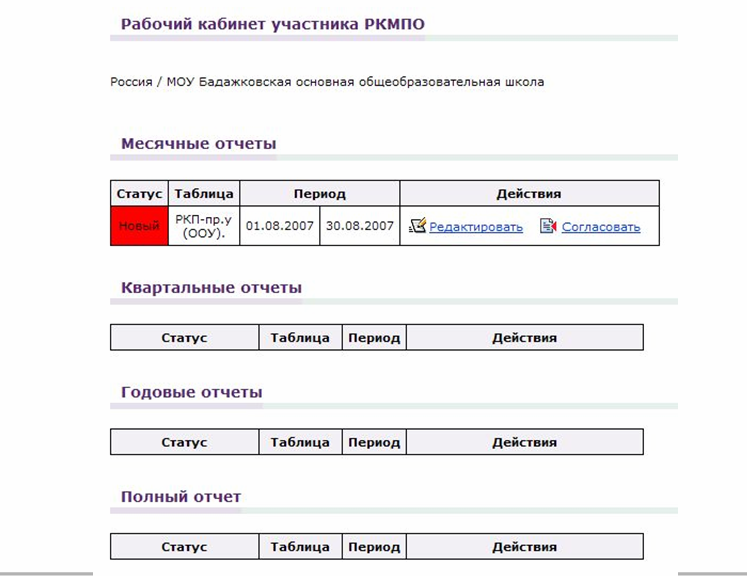 Рабочий кабинет участника РКМПО
Россия / МОУ Бадажковская основная общеобразовательная школа
Месячные отчеты
Статус Таблица Период Действия
Новый РКП-пр.у (ООУ). 01.08.2007 30.08.2007 Редактировать Согласовать
Квартальные отчеты
Статус Таблица Период Действия
Годовые отчеты
Статус Таблица Период Действия
Полный отчет
Статус Таблица Период Действия